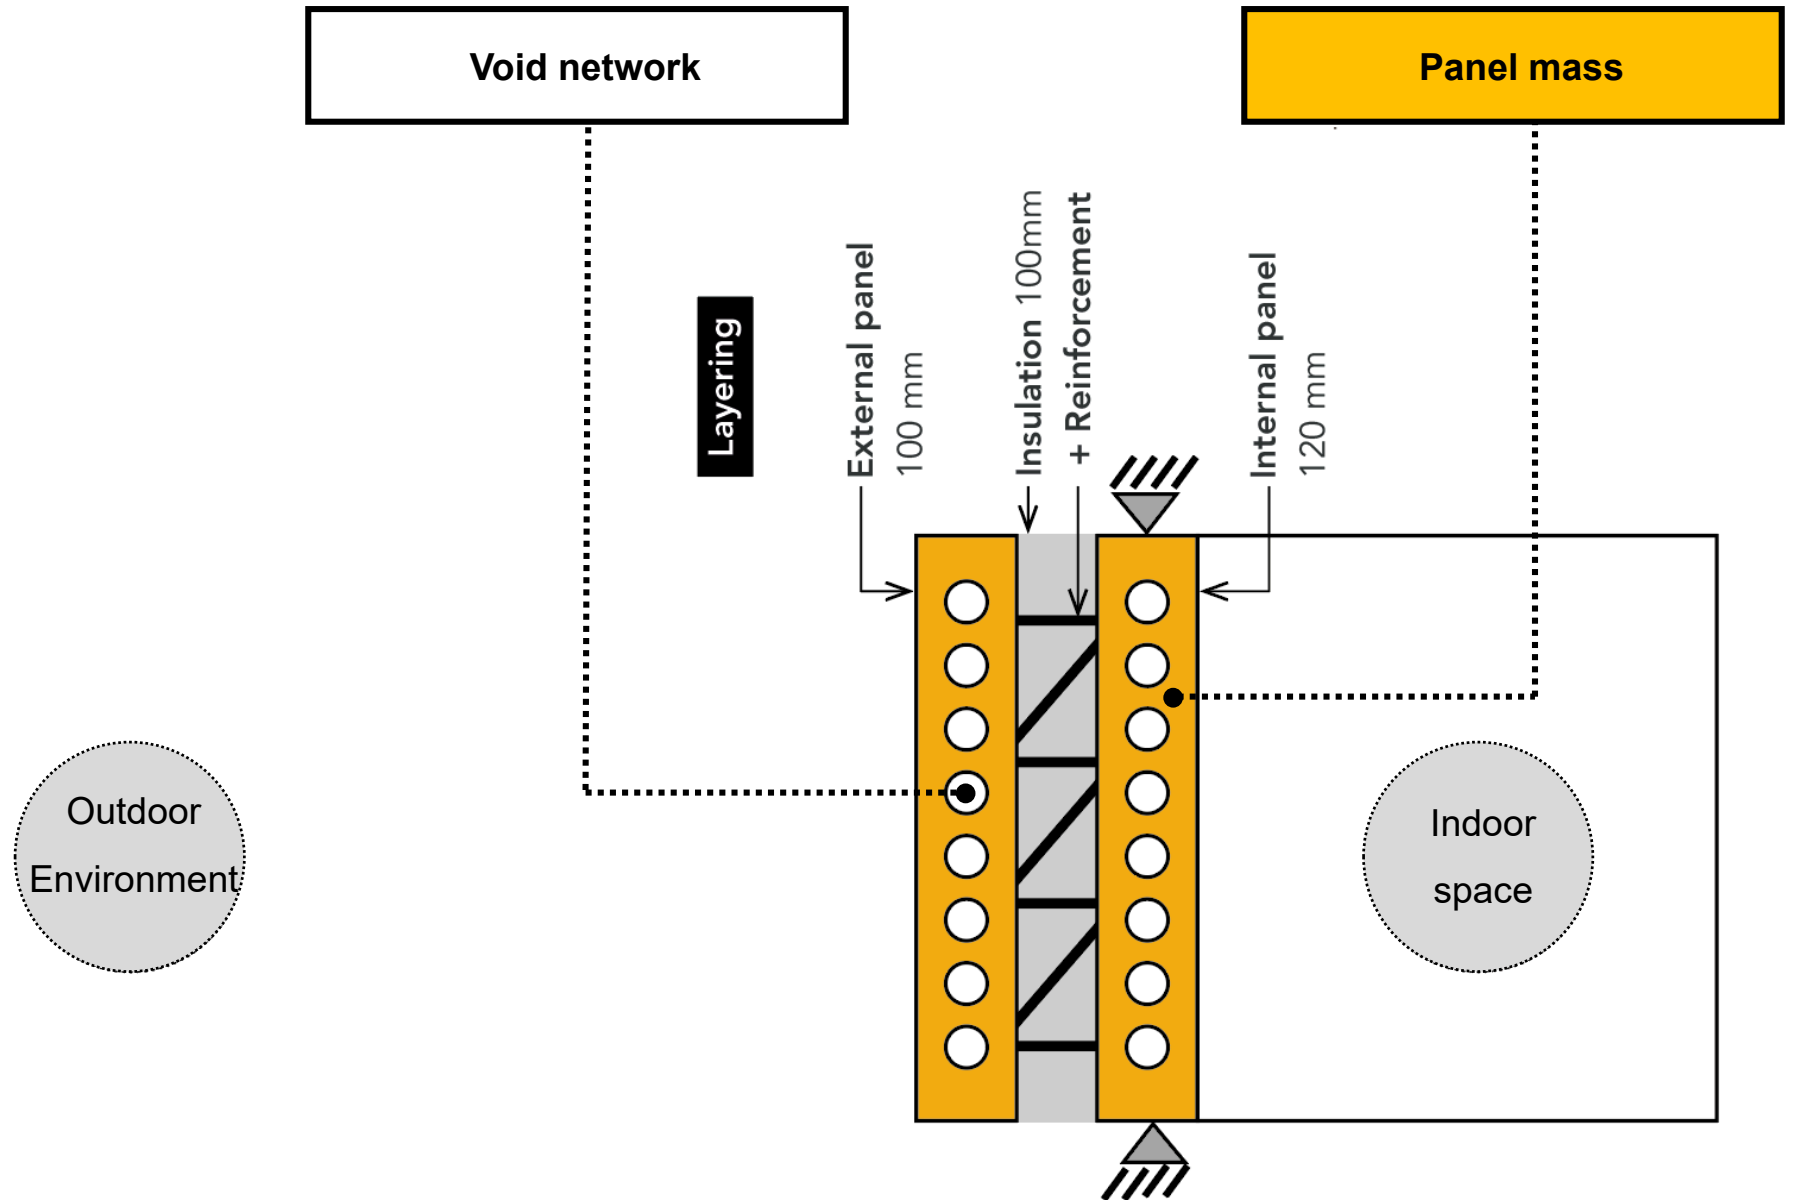 Void network
Panel mass
Layering
External panel
100 mm
Insulation 100mm
+ Reinforcement
Internal panel
120 mm
Outdoor
Environment
Indoor
space